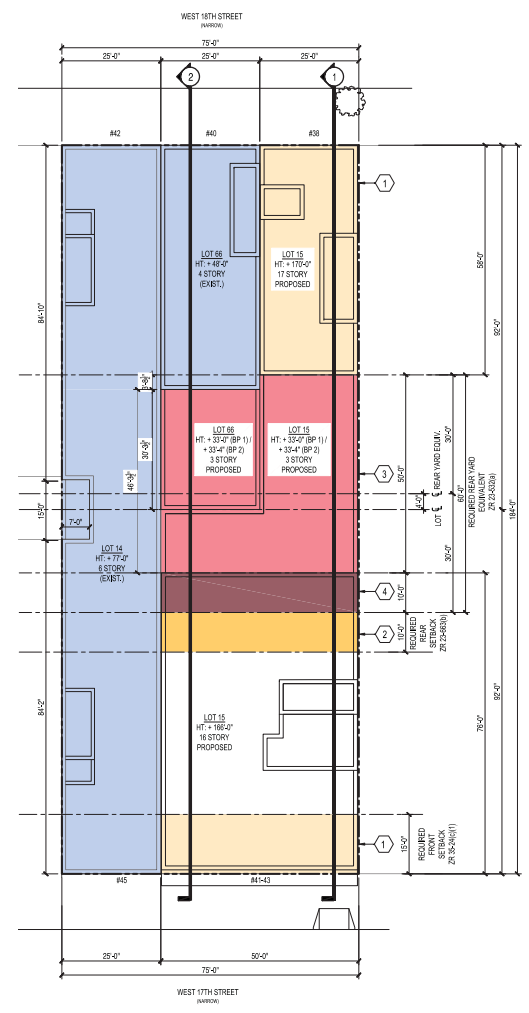 WEST 18TH STREET
(NARROW)
75'-0"
25'-0"
25'-0"
25'-0"
2
1
#42
#40
#38
1
LOT 66
HT: + 48'-0"
4 STORY
(EXIST.)
LOT 15
HT: + 170'-0"
17 STORY
PROPOSED
58'-0"
92'-0"
84'-10"
30'-3½"
46'-3½"
LOT 66
HT: + 33'-0" (BP 1) /
+ 33'-4" (BP 2)
3 STORY
PROPOSED
LOT 15
HT: + 33'-0" (BP 1) /
+ 33'-4" (BP 2)
3 STORY
PROPOSED
3
50'-0"
4'-0"
REAR YARD EQUIV.
LOT
30'-0"
30'-0"
60'-0"
REQUIRED REAR YARD
EQUIVALENT
ZR 23-532(a)
184'-0"
15'-0"
7'-0"
LOT 14
HT: + 77'-0"
6 STORY
(EXIST.)
4
10'-0"
2
10'-0"
REQUIRED
REAR
SETBACK
ZR 23-663(b)
84'-2"
LOT 15
HT: + 166'-0"
16 STORY
PROPOSED
76'-0"
92'-0"
1
15'-0"
REQUIRED
FRONT
SETBACK
ZR 35-24(c)(1)
#45
#41-43
25'-0"
50'-0"
75'-0"
WEST 17TH STREET
(NARROW)